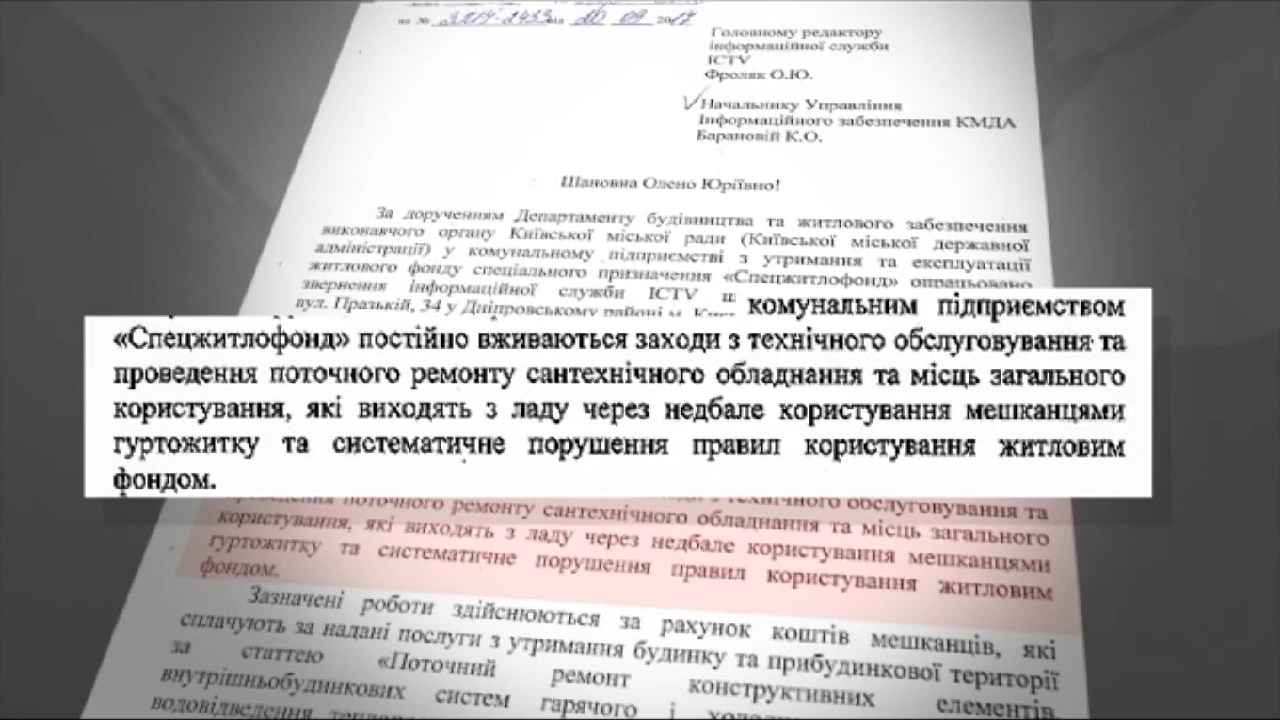 на № 3217-2433 від 20 09 2017
Головному редактору
інформаційної служби
ICTV
Фроляк О.Ю.
Начальнику Управління
Інформаційного забезпечення КМДА
Барановій К.О.
Шановна Олено Юріївно!
За дорученням Департаменту будівництва та житлового забезпечення
виконавчого органу Київської міської ради (Київської міської державної
адміністрації) у комунальному підприємстві з утримання та експлуатації
житлового фонду спеціального призначення «Спецжитлофонд» опрацьовано
звернення інформаційної служби ICTV
вул. Празькій, 34 у Дніпровському районі м.
комунальним підприємством
«Спецжитлофонд» постійно вживаються заходи з технічного обслуговування та
проведення поточного ремонту сантехнічного обладнання та місць загального
користування, які виходять з ладу через недбале користування мешканцями
гуртожитку та систематичне порушення правил користування житловим
фондом.
проведення поточного ремонту сантехнічного обладнання та місць загального
користування, які виходять з ладу через недбале користування мешканцями
гуртожитку та систематичне порушення правил користування житловим
фондом.
Зазначені роботи здійснюються за рахунок коштів мешканців, які
сплачують за надані послуги з утримання будинку та прибудинкової території
за статтею «Поточний ремонт конструктивних елементів,
внутрішньобудинкових систем гарячого і
водовідведення